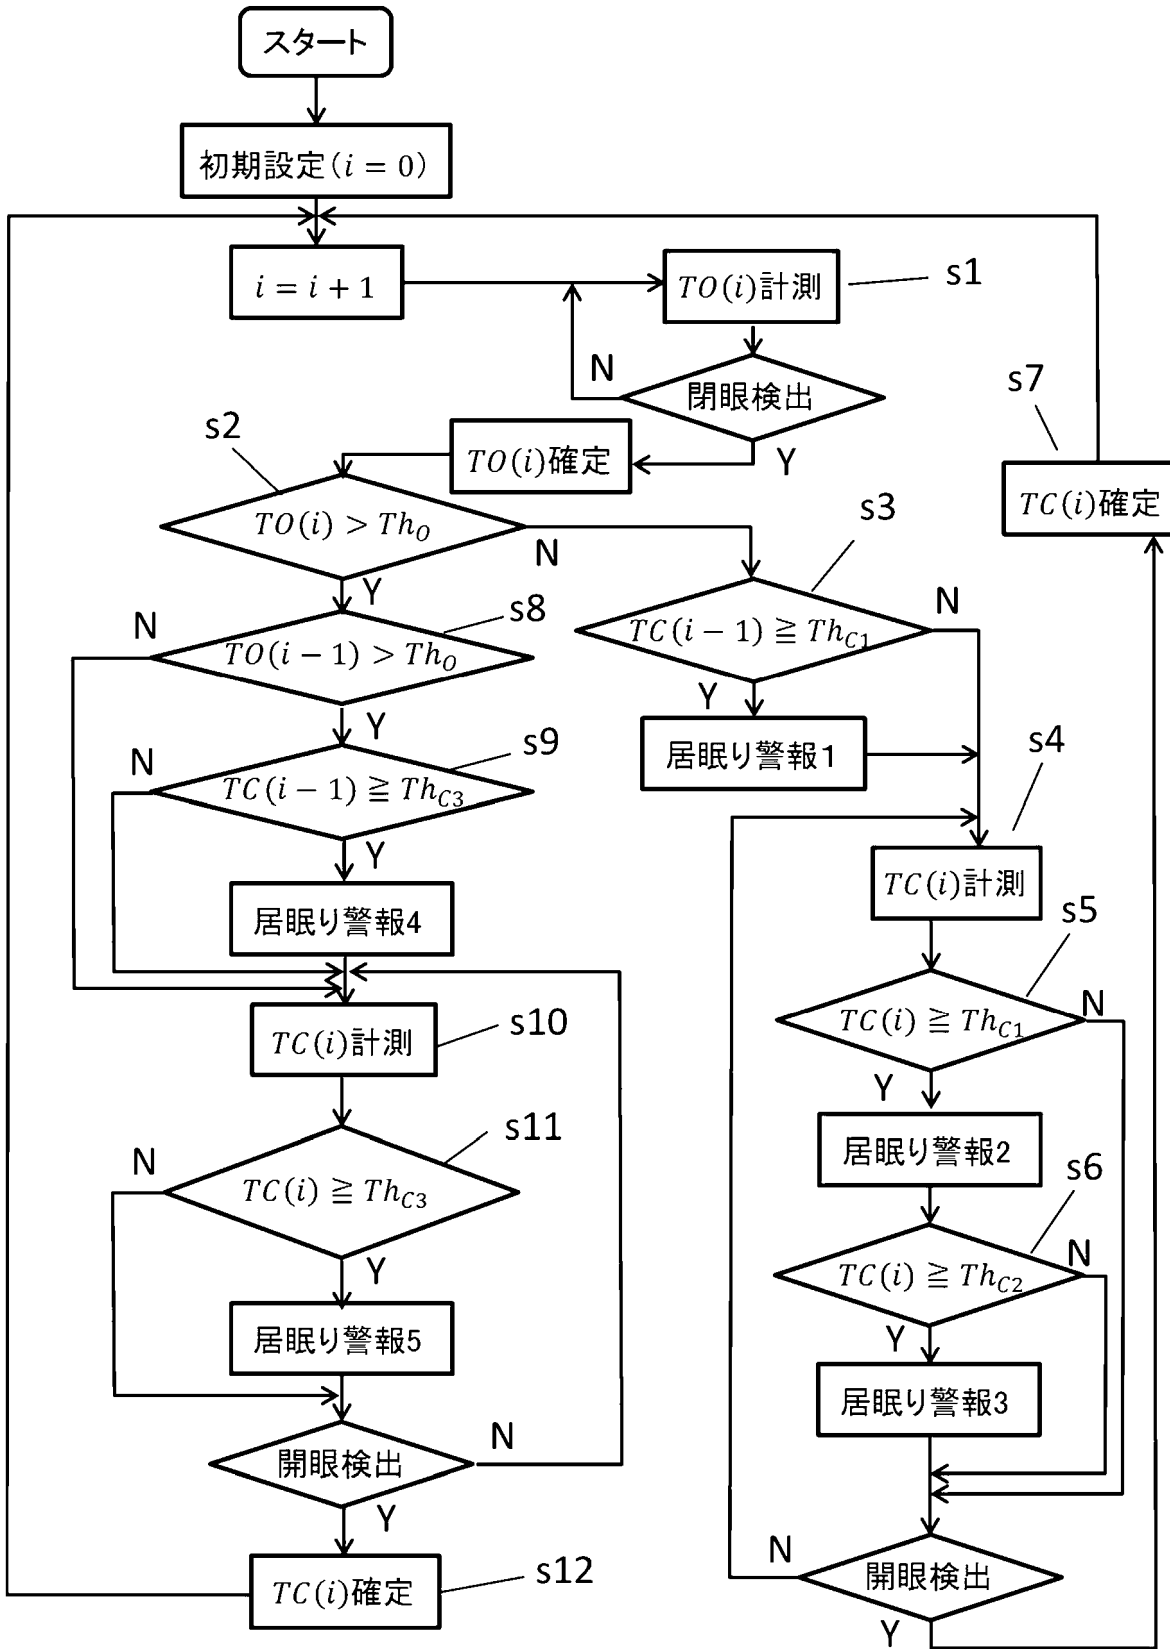 スタート
初期設定(i = 0)
i = i + 1
TO(i)計測
s1
閉眼検出
N
Y
s7
TC(i)確定
TO(i)確定
s2
TO(i) > Th_O
N
Y
s3
TC(i − 1) ≧ Th_C1
N
Y
居眠り警報1
s8
TO(i − 1) > Th_O
N
Y
s9
TC(i − 1) ≧ Th_C3
N
Y
居眠り警報4
s4
TC(i)計測
s5
TC(i) ≧ Th_C1
N
Y
居眠り警報2
s6
TC(i) ≧ Th_C2
N
Y
居眠り警報3
開眼検出
N
Y
s10
TC(i)計測
s11
TC(i) ≧ Th_C3
N
Y
居眠り警報5
開眼検出
N
Y
TC(i)確定
s12